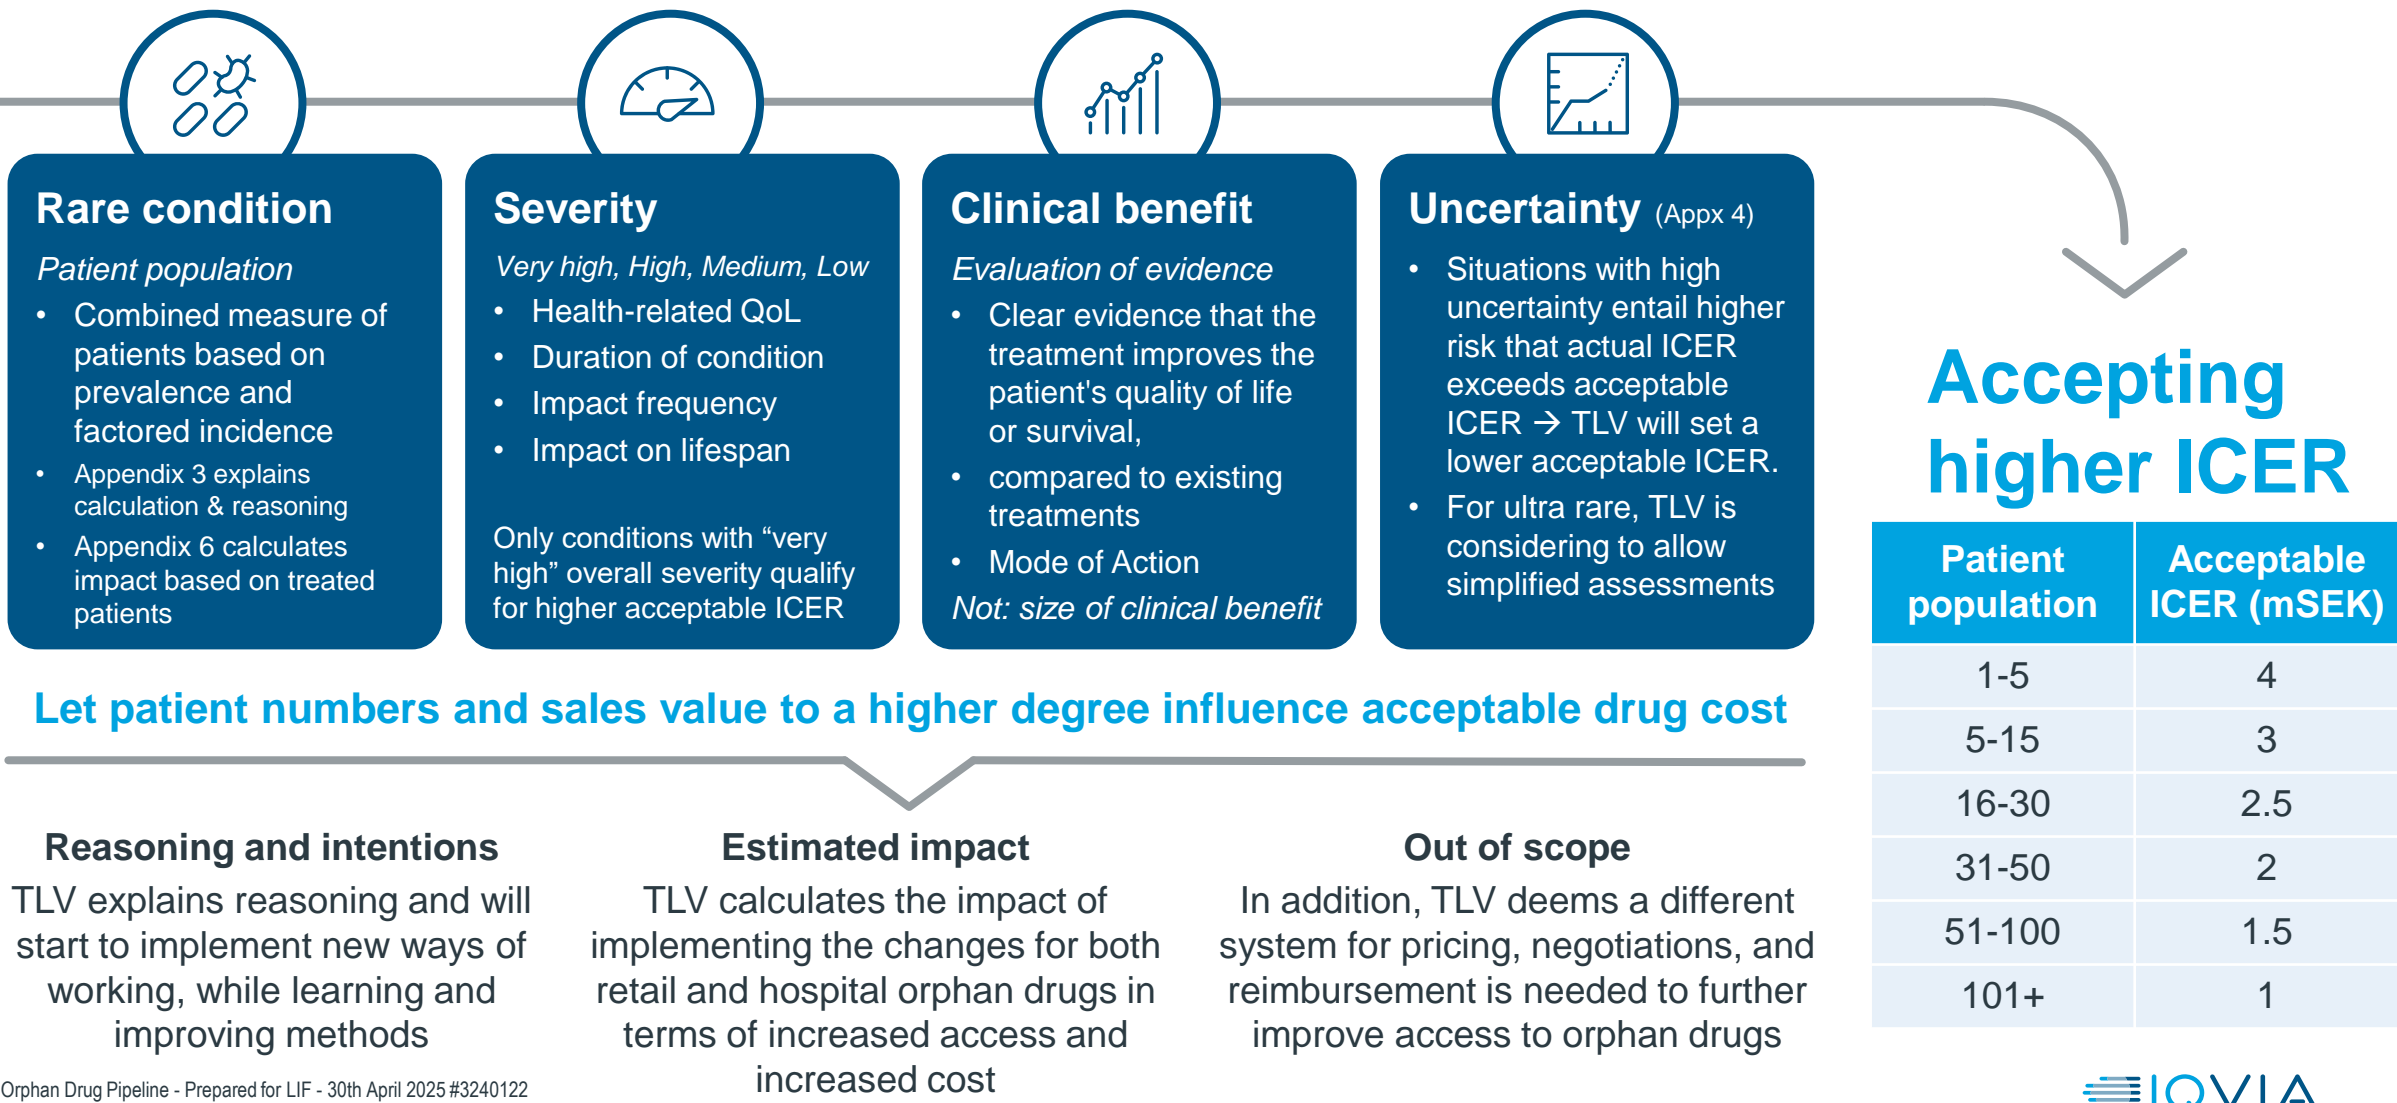 Rare condition
Patient population
• Combined measure of
patients based on
prevalence and
factored incidence
• Appendix 3 explains
calculation & reasoning
• Appendix 6 calculates
impact based on treated
patients
Severity
Very high, High, Medium, Low
• Health-related QoL
• Duration of condition
• Impact frequency
• Impact on lifespan
Only conditions with “very
high” overall severity qualify
for higher acceptable ICER
Clinical benefit
Evaluation of evidence
• Clear evidence that the
treatment improves the
patient's quality of life
or survival,
• compared to existing
treatments
• Mode of Action
Not: size of clinical benefit
Uncertainty (Appx 4)
• Situations with high
uncertainty entail higher
risk that actual ICER
exceeds acceptable
ICER → TLV will set a
lower acceptable ICER.
• For ultra rare, TLV is
considering to allow
simplified assessments
Accepting
higher ICER
Patient population Acceptable ICER (mSEK)
1-5 4
5-15 3
16-30 2.5
31-50 2
51-100 1.5
101+ 1
Let patient numbers and sales value to a higher degree influence acceptable drug cost
Reasoning and intentions
TLV explains reasoning and will
start to implement new ways of
working, while learning and
improving methods
Estimated impact
TLV calculates the impact of
implementing the changes for both
retail and hospital orphan drugs in
terms of increased access and
increased cost
Out of scope
In addition, TLV deems a different
system for pricing, negotiations, and
reimbursement is needed to further
improve access to orphan drugs
Orphan Drug Pipeline - Prepared for LIF - 30th April 2025 #3240122
IQVIA